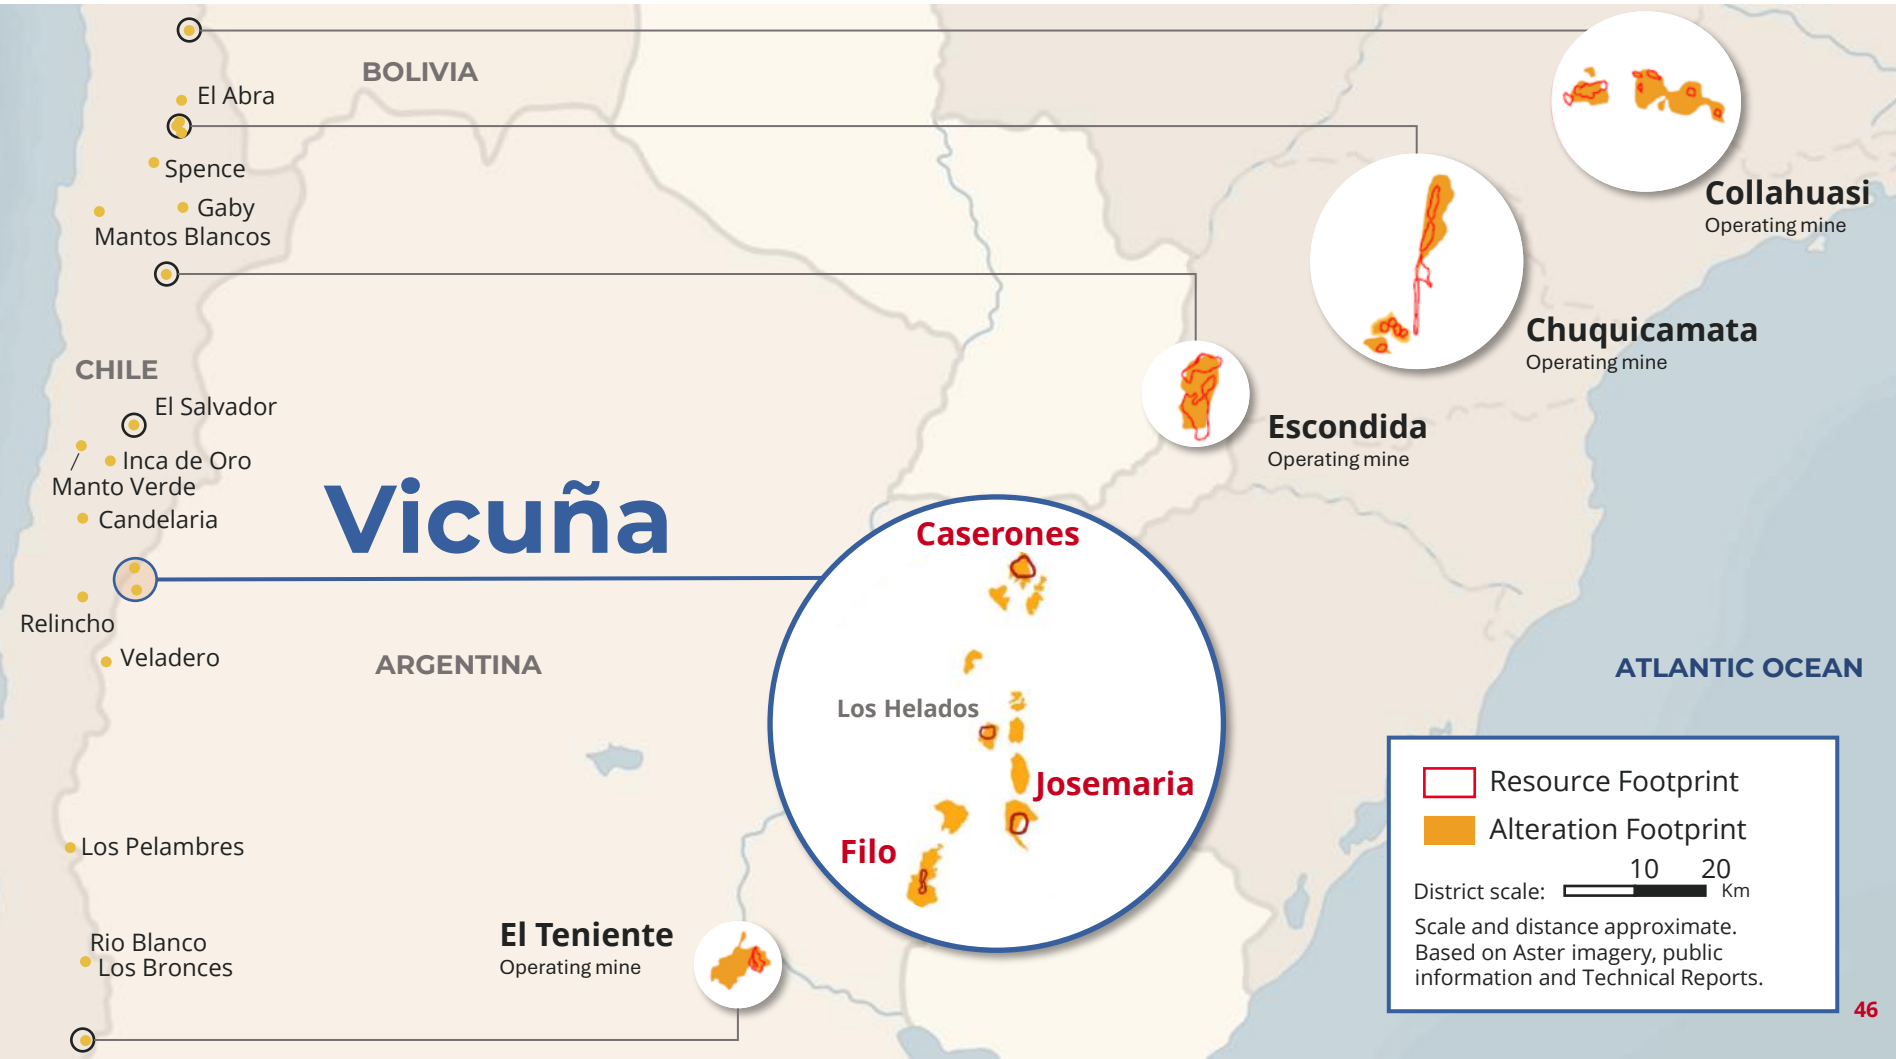 BOLIVIA
El Abra
Spence
Gaby
Mantos Blancos
Collahuasi
Operating mine
Chuquicamata
Operating mine
CHILE
El Salvador
Inca de Oro
Manto Verde
Candelaria
Escondida
Operating mine
Vicuña
Caserones
Relincho
Veladero
ARGENTINA
ATLANTIC OCEAN
Los Helados
Josemaria
Filo
Los Pelambres
Rio Blanco
Los Bronces
El Teniente
Operating mine
Resource Footprint
Alteration Footprint
10 20
District scale: Km
Scale and distance approximate.
Based on Aster imagery, public
information and Technical Reports.
46